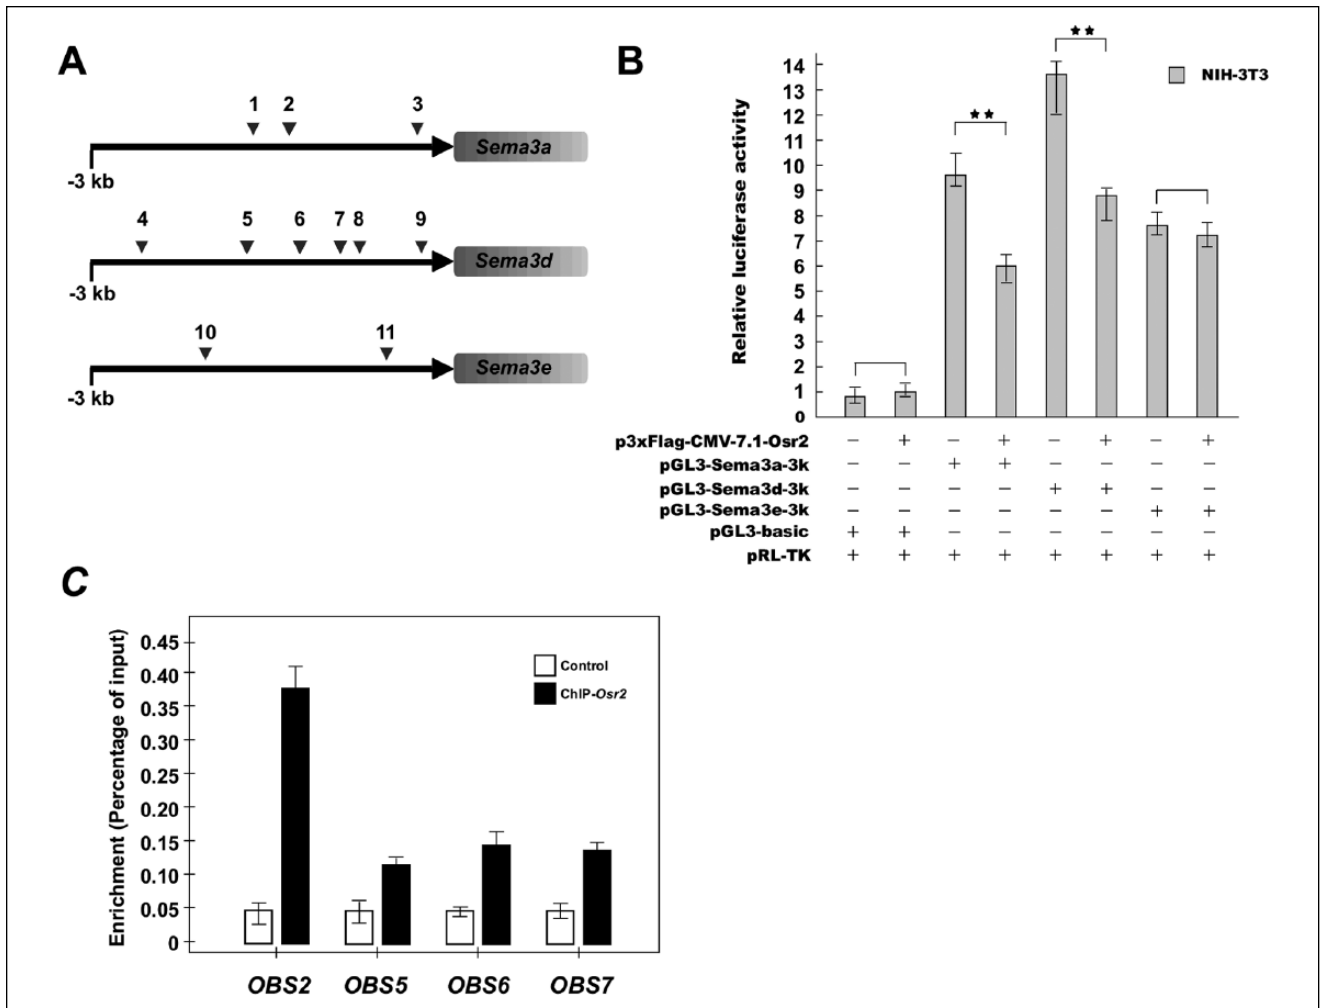 A
1 2 3
Sema3a
-3 kb
4 5 6 7 8 9
Sema3d
-3 kb
10 11
Sema3e
-3 kb
B
★★
★★
NIH-3T3
Relative luciferase activity
14
13
12
11
10
9
8
7
6
5
4
3
2
1
0
p3xFlag-CMV-7.1-Osr2 − + − + − + − +
pGL3-Sema3a-3k − − + + − − − −
pGL3-Sema3d-3k − − − − + + − −
pGL3-Sema3e-3k − − − − − − + +
pGL3-basic + + − − − − − −
pRL-TK + + + + + + + +
C
Enrichment (Percentage of input)
0.45
0.40
0.35
0.30
0.25
0.20
0.15
0.10
0.05
0
Control
ChIP-Osr2
OBS2 OBS5 OBS6 OBS7